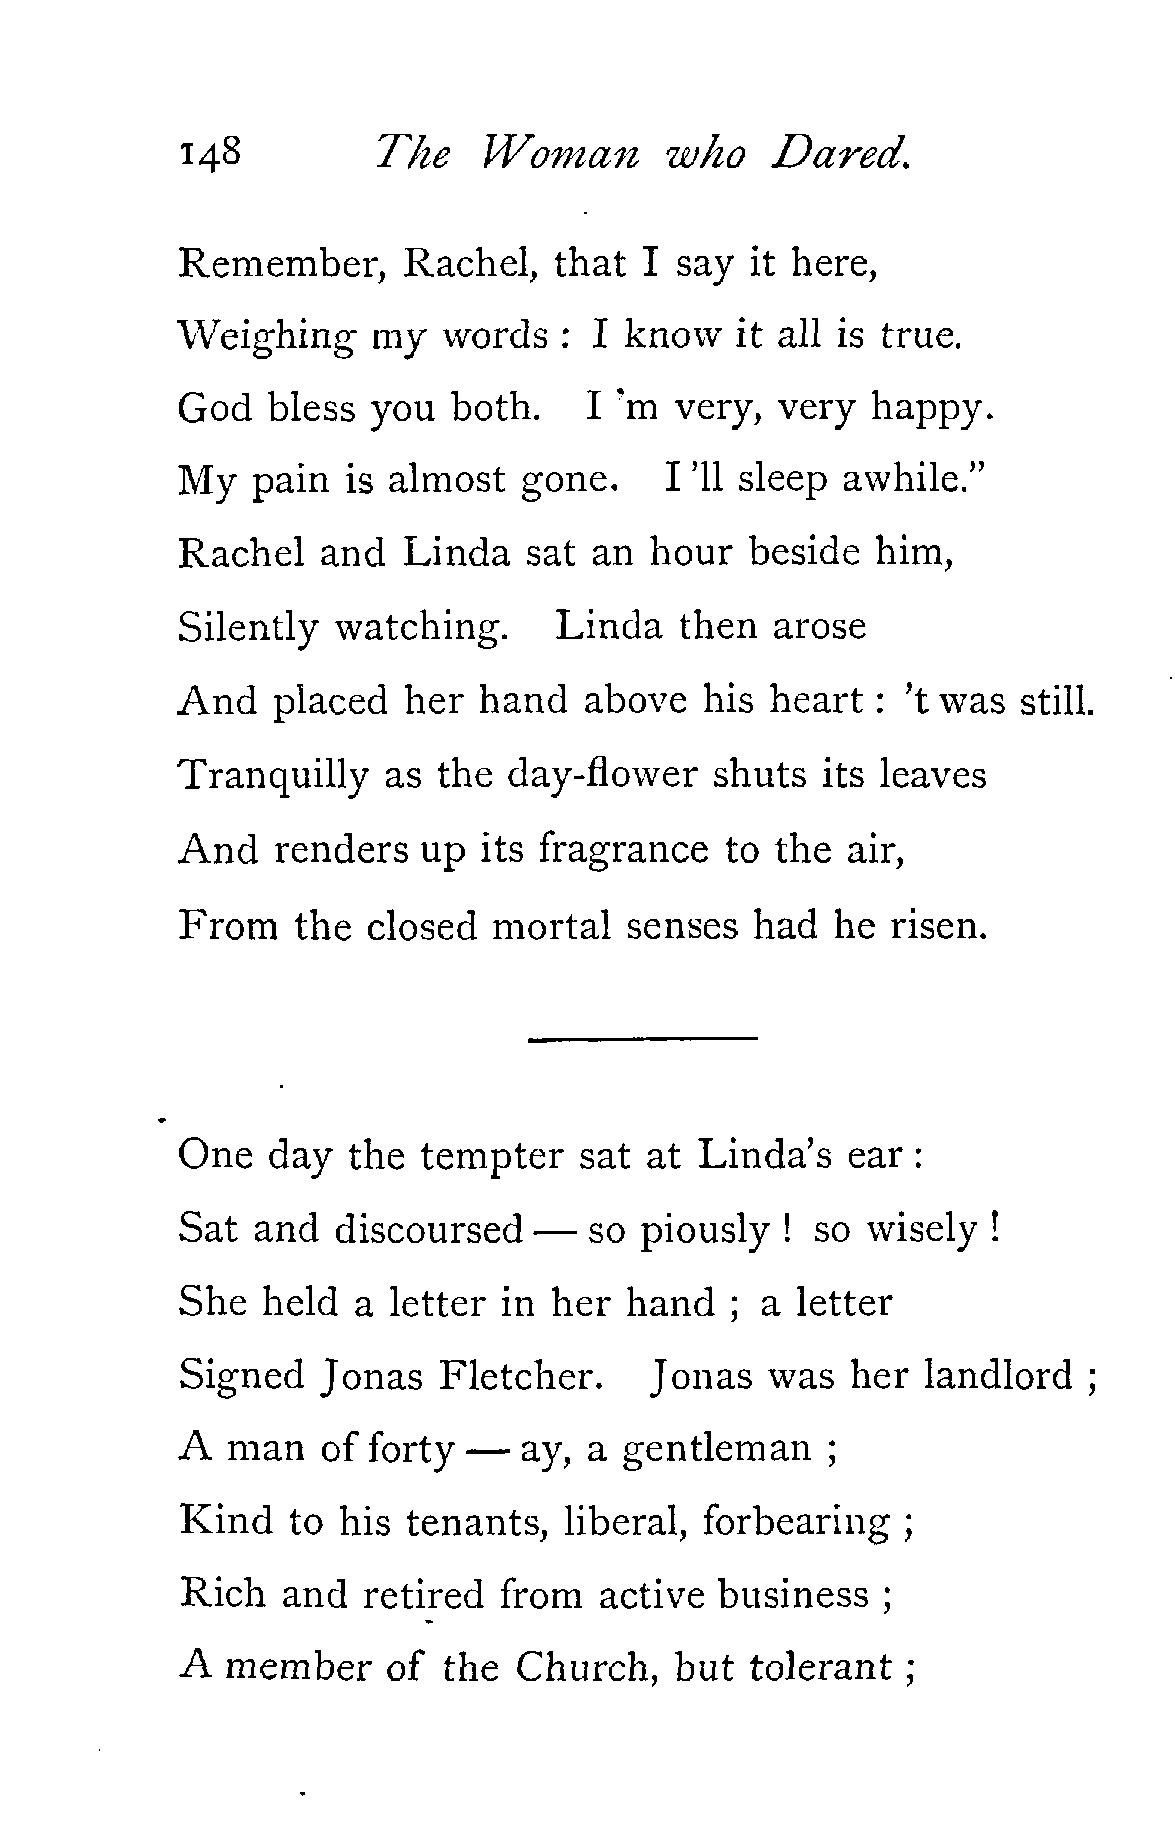 148 The Woman who Dared.
Remember, Rachel, that I say it here,
Weighing my words : I know it all is true.
God bless you both. I 'm very, very happy.
My pain is almost gone. I 'll sleep awhile."
Rachel and Linda sat an hour beside him,
Silently watching. Linda then arose
And placed her hand above his heart : 't was still.
Tranquilly as the day-flower shuts its leaves
And renders up its fragrance to the air,
From the closed mortal senses had he risen.
One day the tempter sat at Linda's ear :
Sat and discoursed — so piously ! so wisely !
She held a letter in her hand ; a letter
Signed Jonas Fletcher. Jonas was her landlord ;
A man of forty — ay, a gentleman ;
Kind to his tenants, liberal, forbearing ;
Rich and retired from active business ;
A member of the Church, but tolerant ;